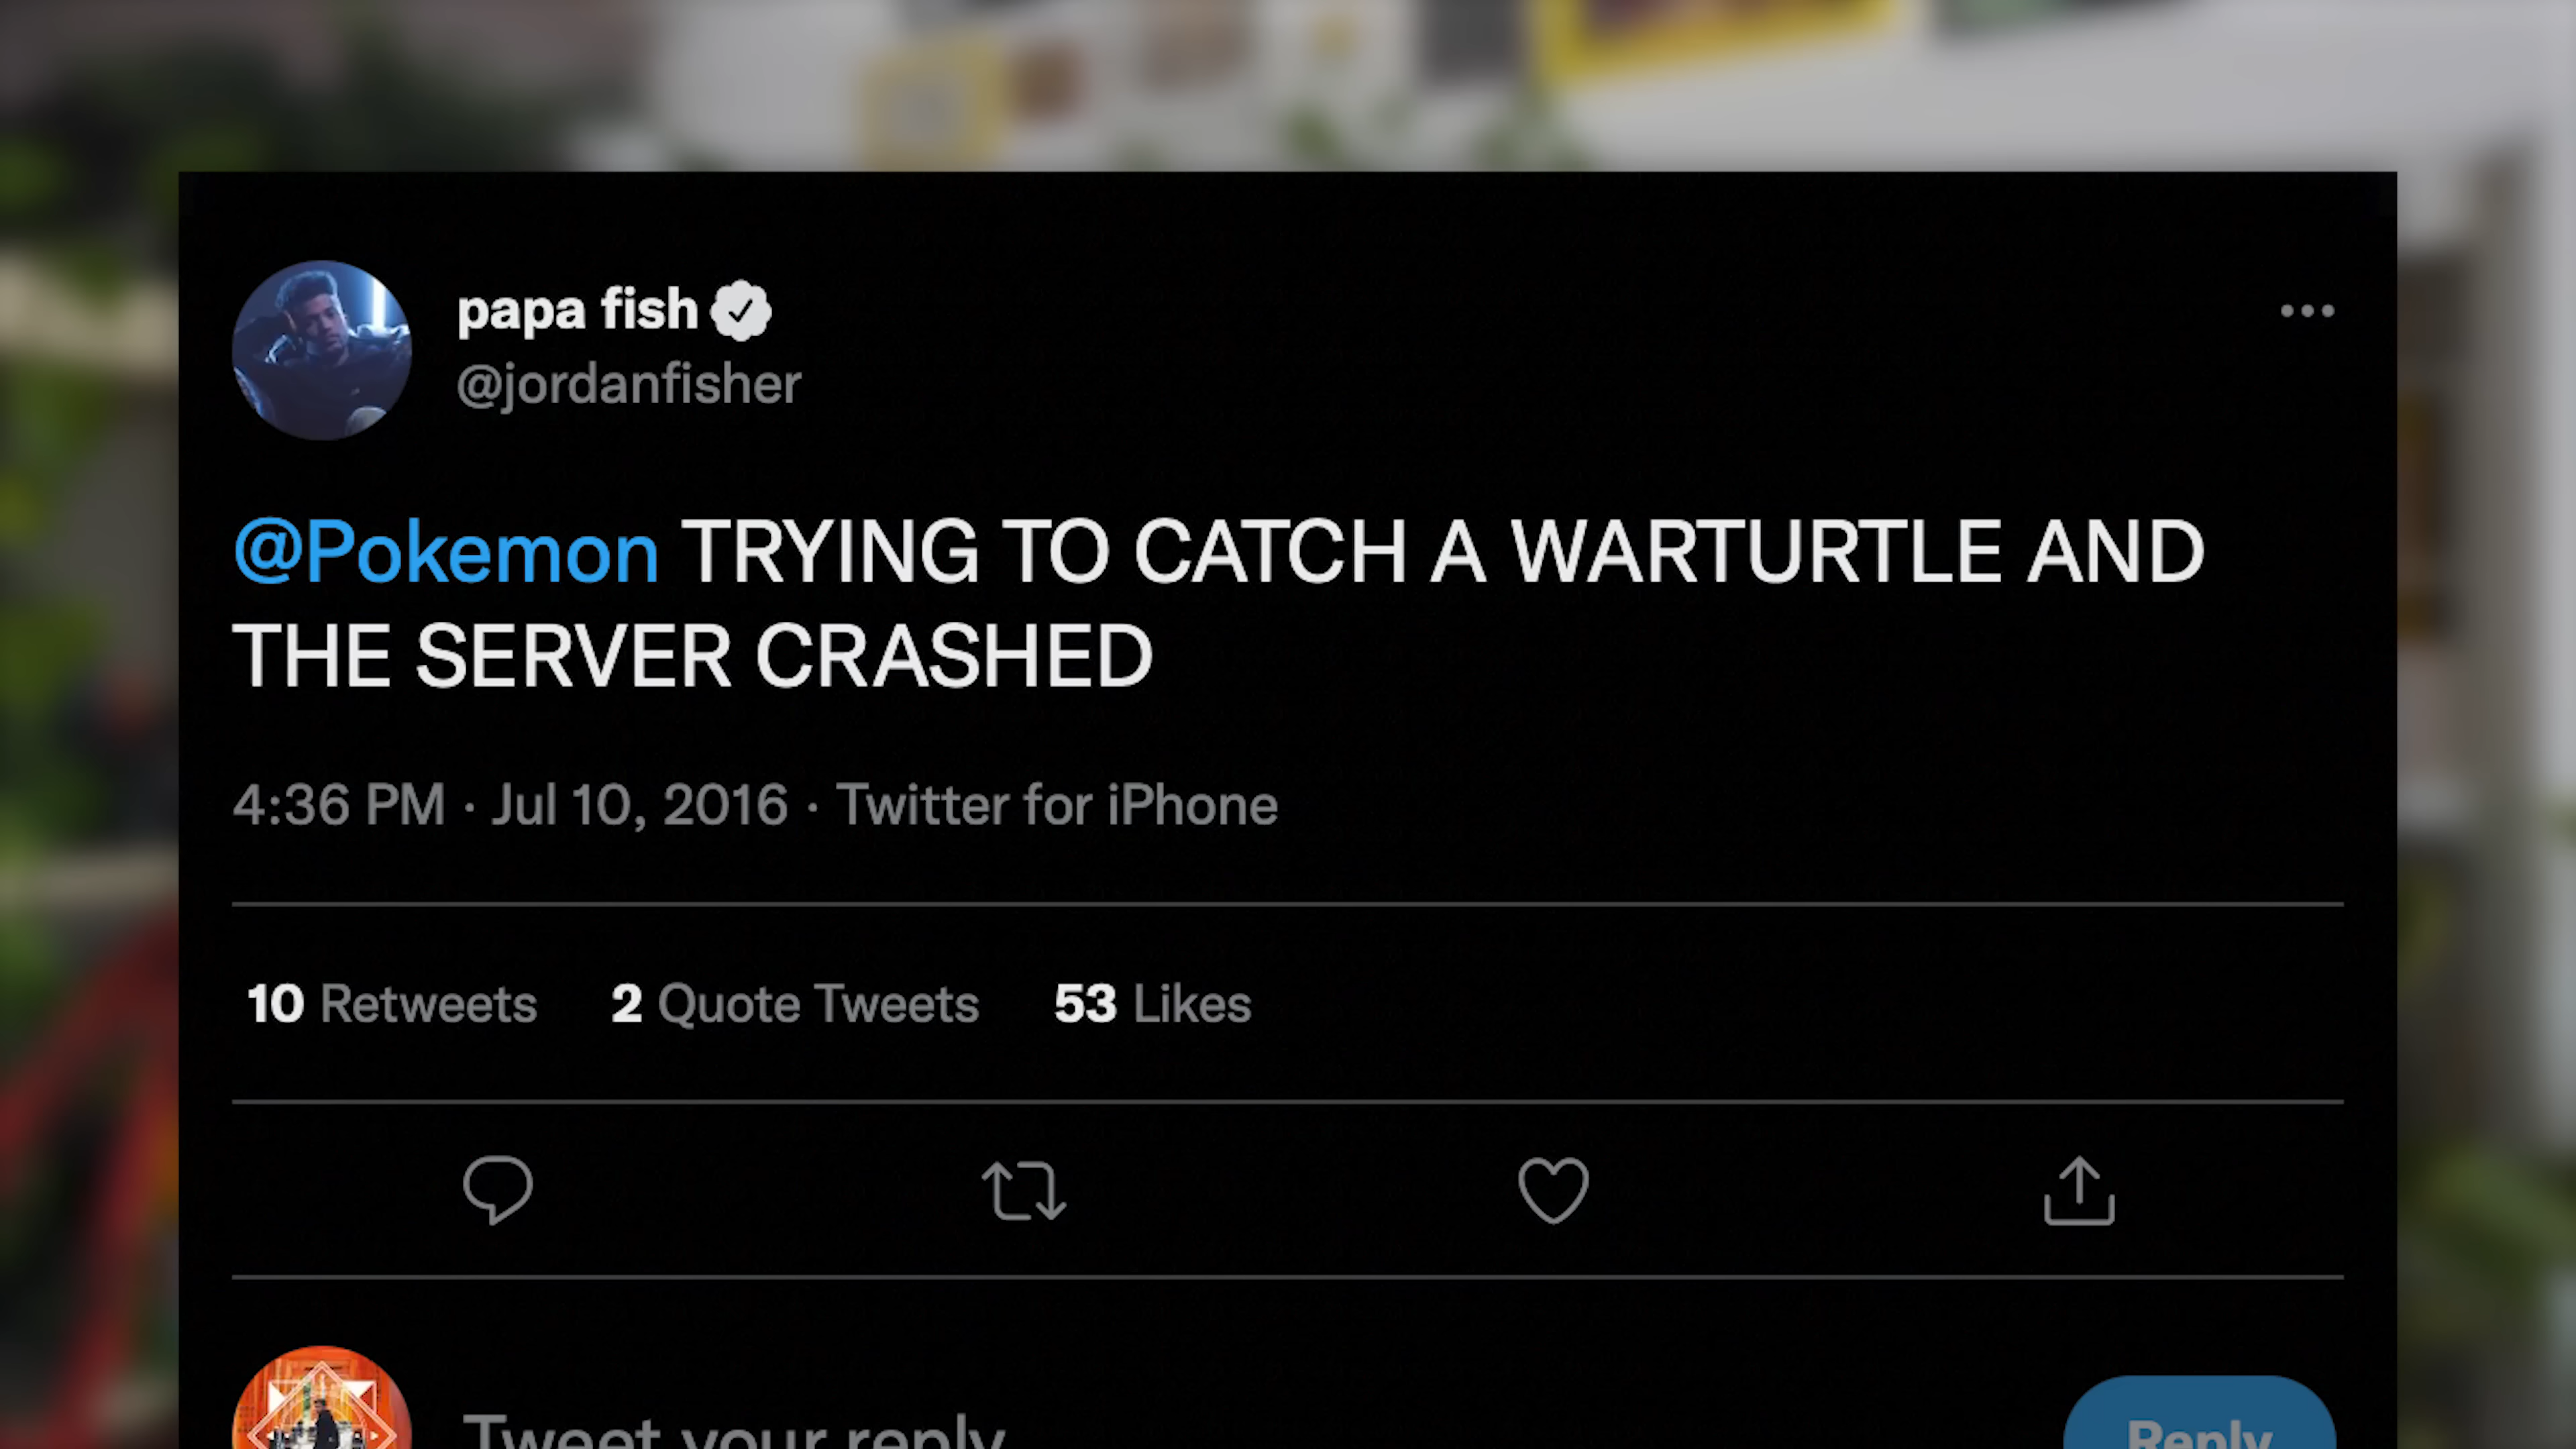 papa fish
@jordanfisher
@Pokemon TRYING TO CATCH A WARTURTLE AND
THE SERVER CRASHED
4:36 PM · Jul 10, 2016 · Twitter for iPhone
10 Retweets 2 Quote Tweets 53 Likes
Tweet your reply
Reply